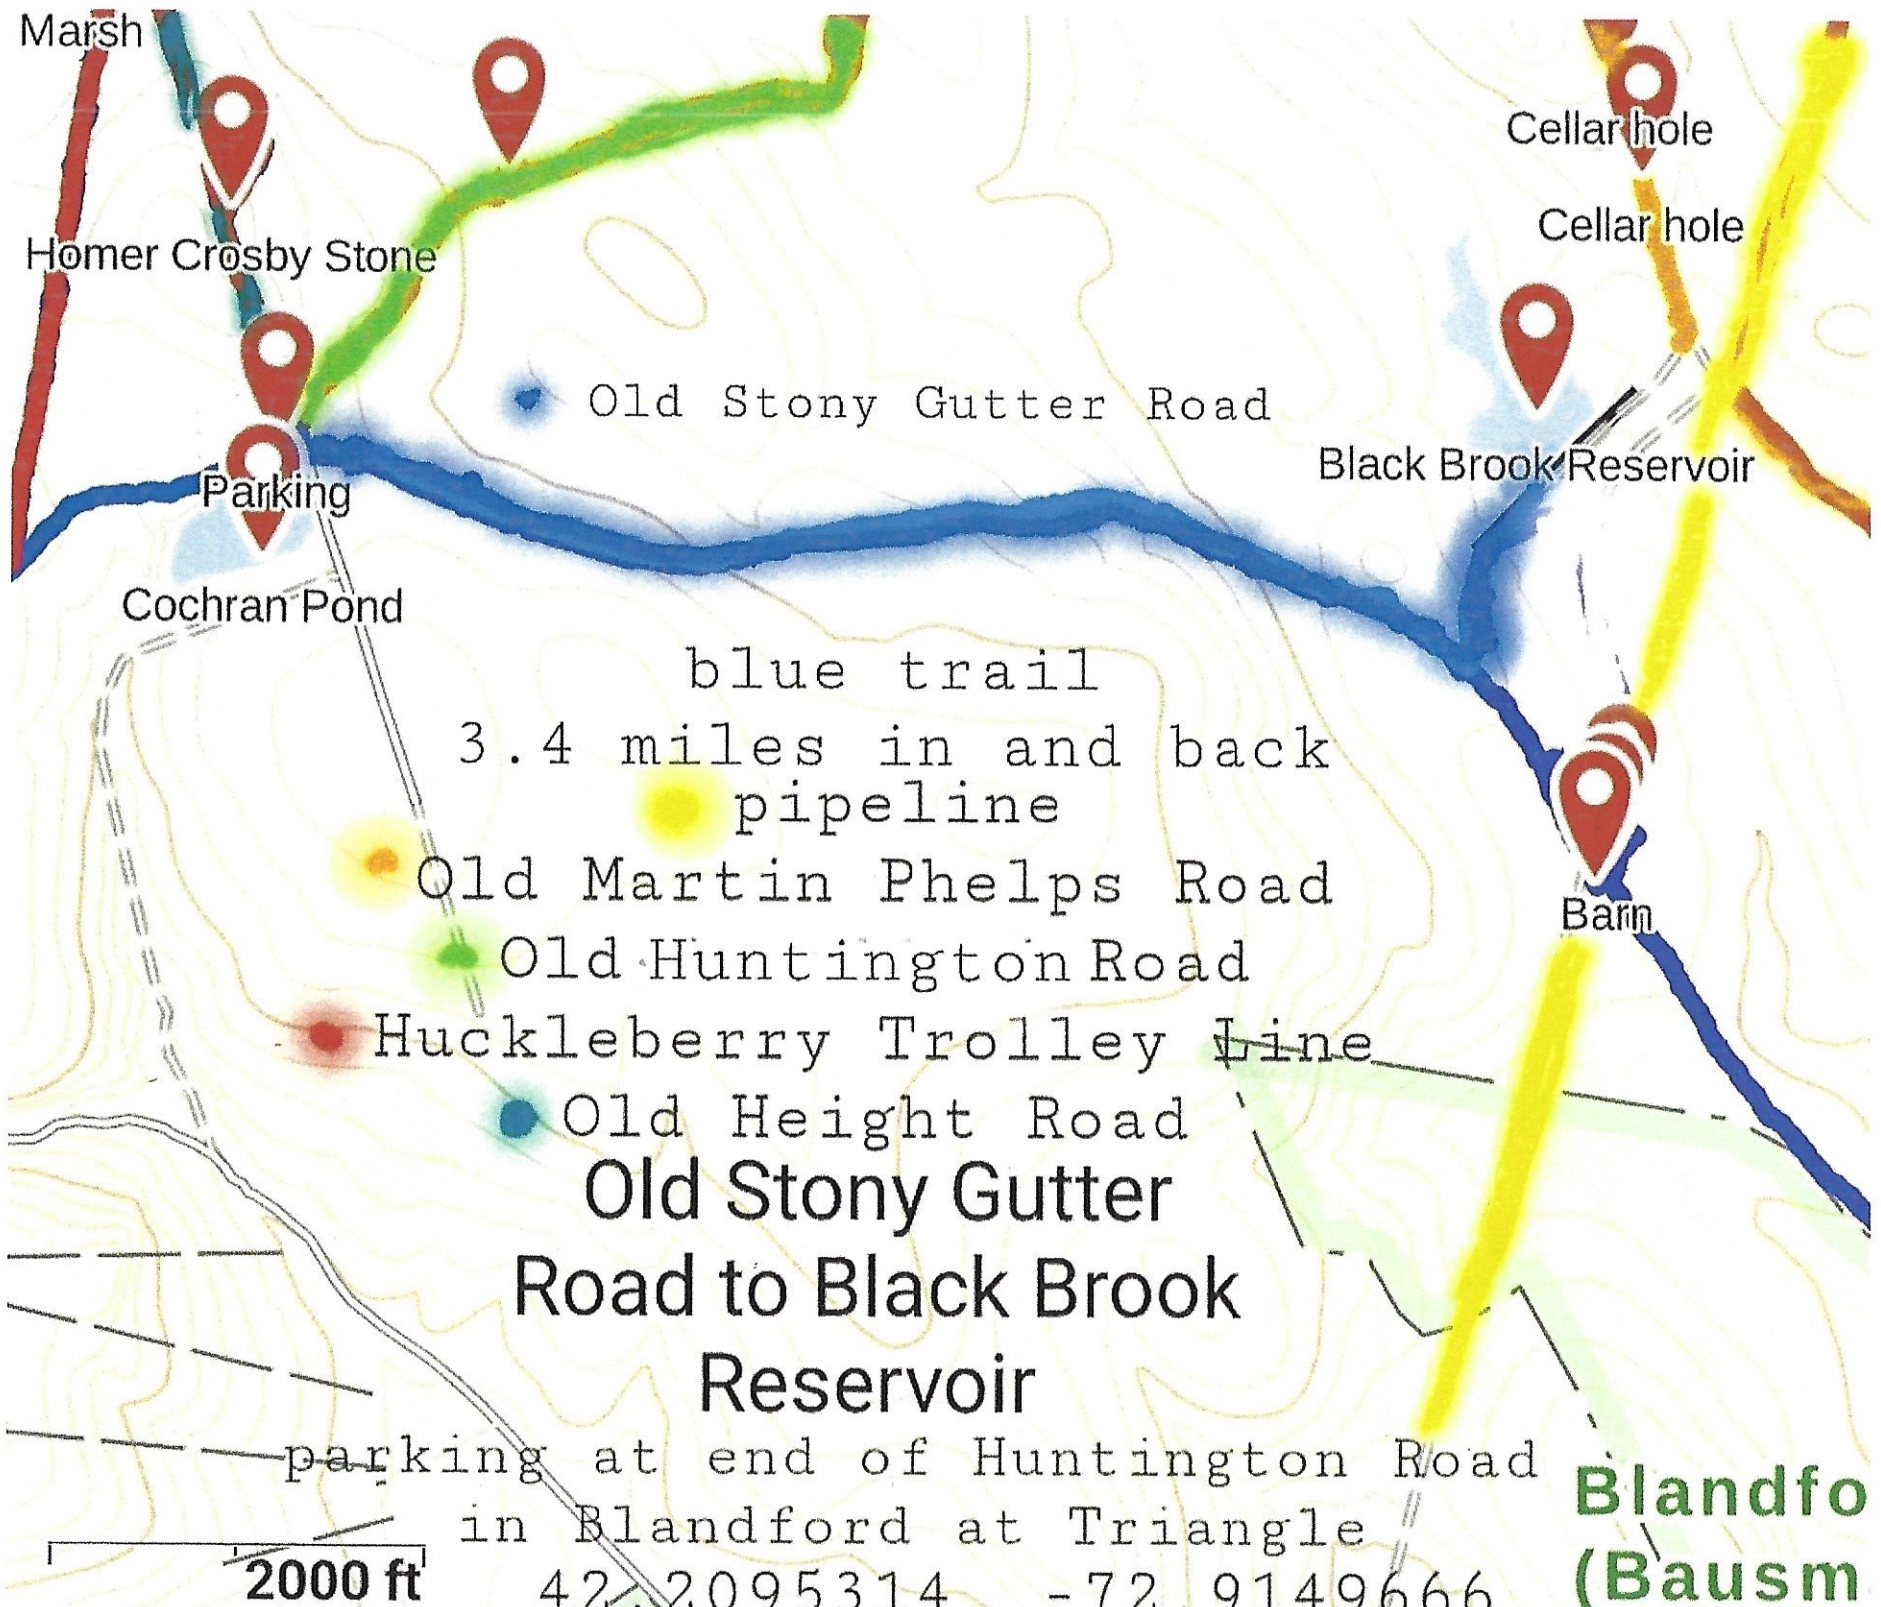 Marsh
Cellar hole
Cellar hole
Homer Crosby Stone
Old Stony Gutter Road
Black Brook Reservoir
Parking
Cochran Pond
blue trail
3.4 miles in and back
pipeline
Old Martin Phelps Road
Barn
Old Huntington Road
Huckleberry Trolley Line
Old Height Road
Old Stony Gutter
Road to Black Brook
Reservoir
parking at end of Huntington Road
in Blandford at Triangle
Blandfo
(Bausm
2000 ft
42.2095314 -72.9149666